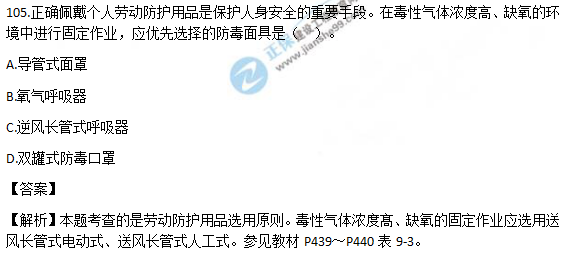 105.正确佩戴个人劳动防护用品是保护人身安全的重要手段。在毒性气体浓度高、缺氧的环
境中进行固定作业，应优先选择的防毒面具是（ ）。
A.导管式面罩
B.氧气呼吸器
C.逆风长管式呼吸器
D.双罐式防毒口罩
【答案】
【解析】本题考查的是劳动防护用品选用原则。毒性气体浓度高、缺氧的固定作业应选用送
风长管式电动式、送风长管式人工式。参见教材 P439～P440 表 9-3。